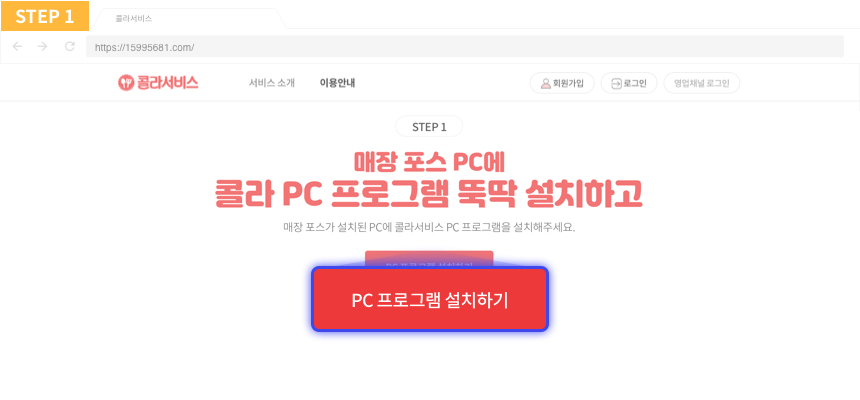 STEP 1
콜라서비스
https://15995681.com/
콜라서비스
서비스 소개
이용안내
회원가입
로그인
영업채널 로그인
STEP 1
매장 포스 PC에
콜라 PC 프로그램 뚝딱 설치하고
매장 포스가 설치된 PC에 콜라서비스 PC 프로그램을 설치해주세요.
PC 프로그램 설치하기